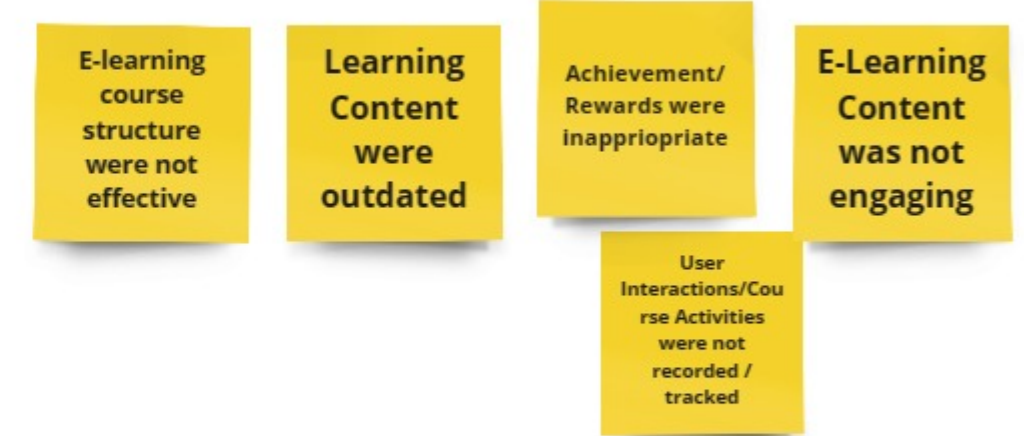 E-learning
course
structure
were not
effective
Learning
Content
were
outdated
Achievement/
Rewards were
inappriopriate
E-Learning
Content
was not
engaging
User
Interactions/Cou
rse Activities
were not
recorded /
tracked